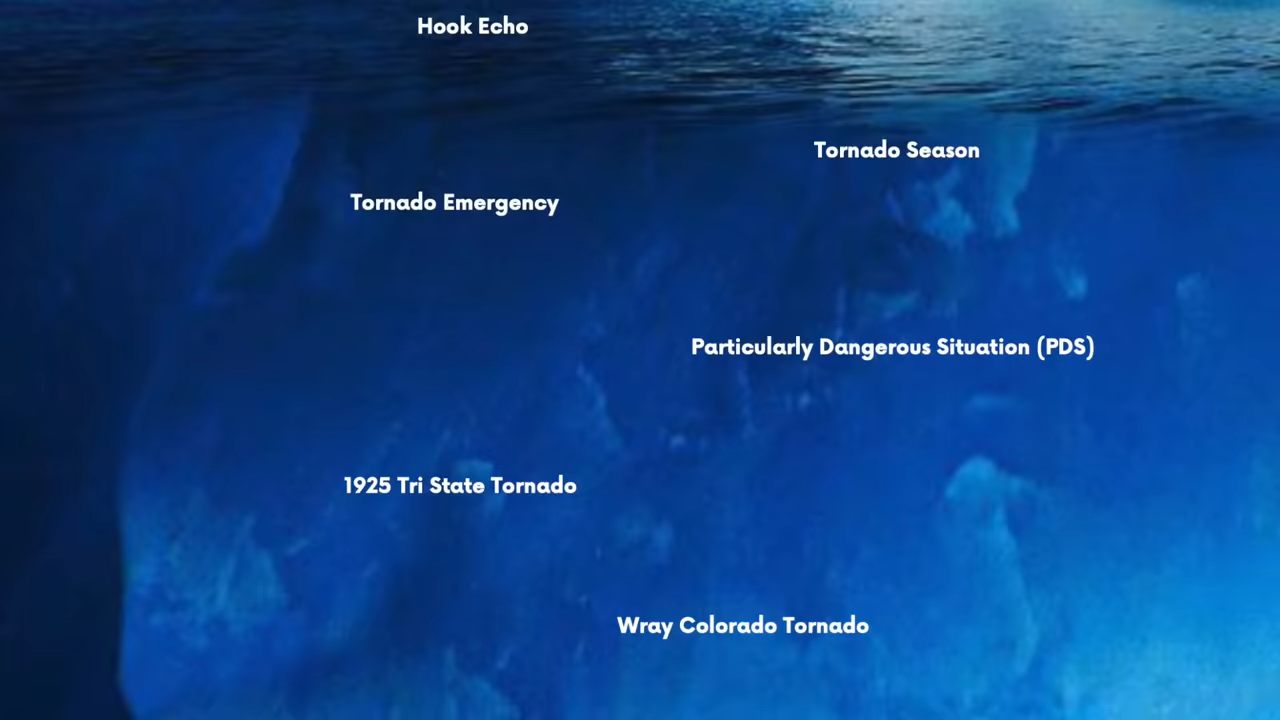 Hook Echo
Tornado Season
Tornado Emergency
Particularly Dangerous Situation (PDS)
1925 Tri State Tornado
Wray Colorado Tornado